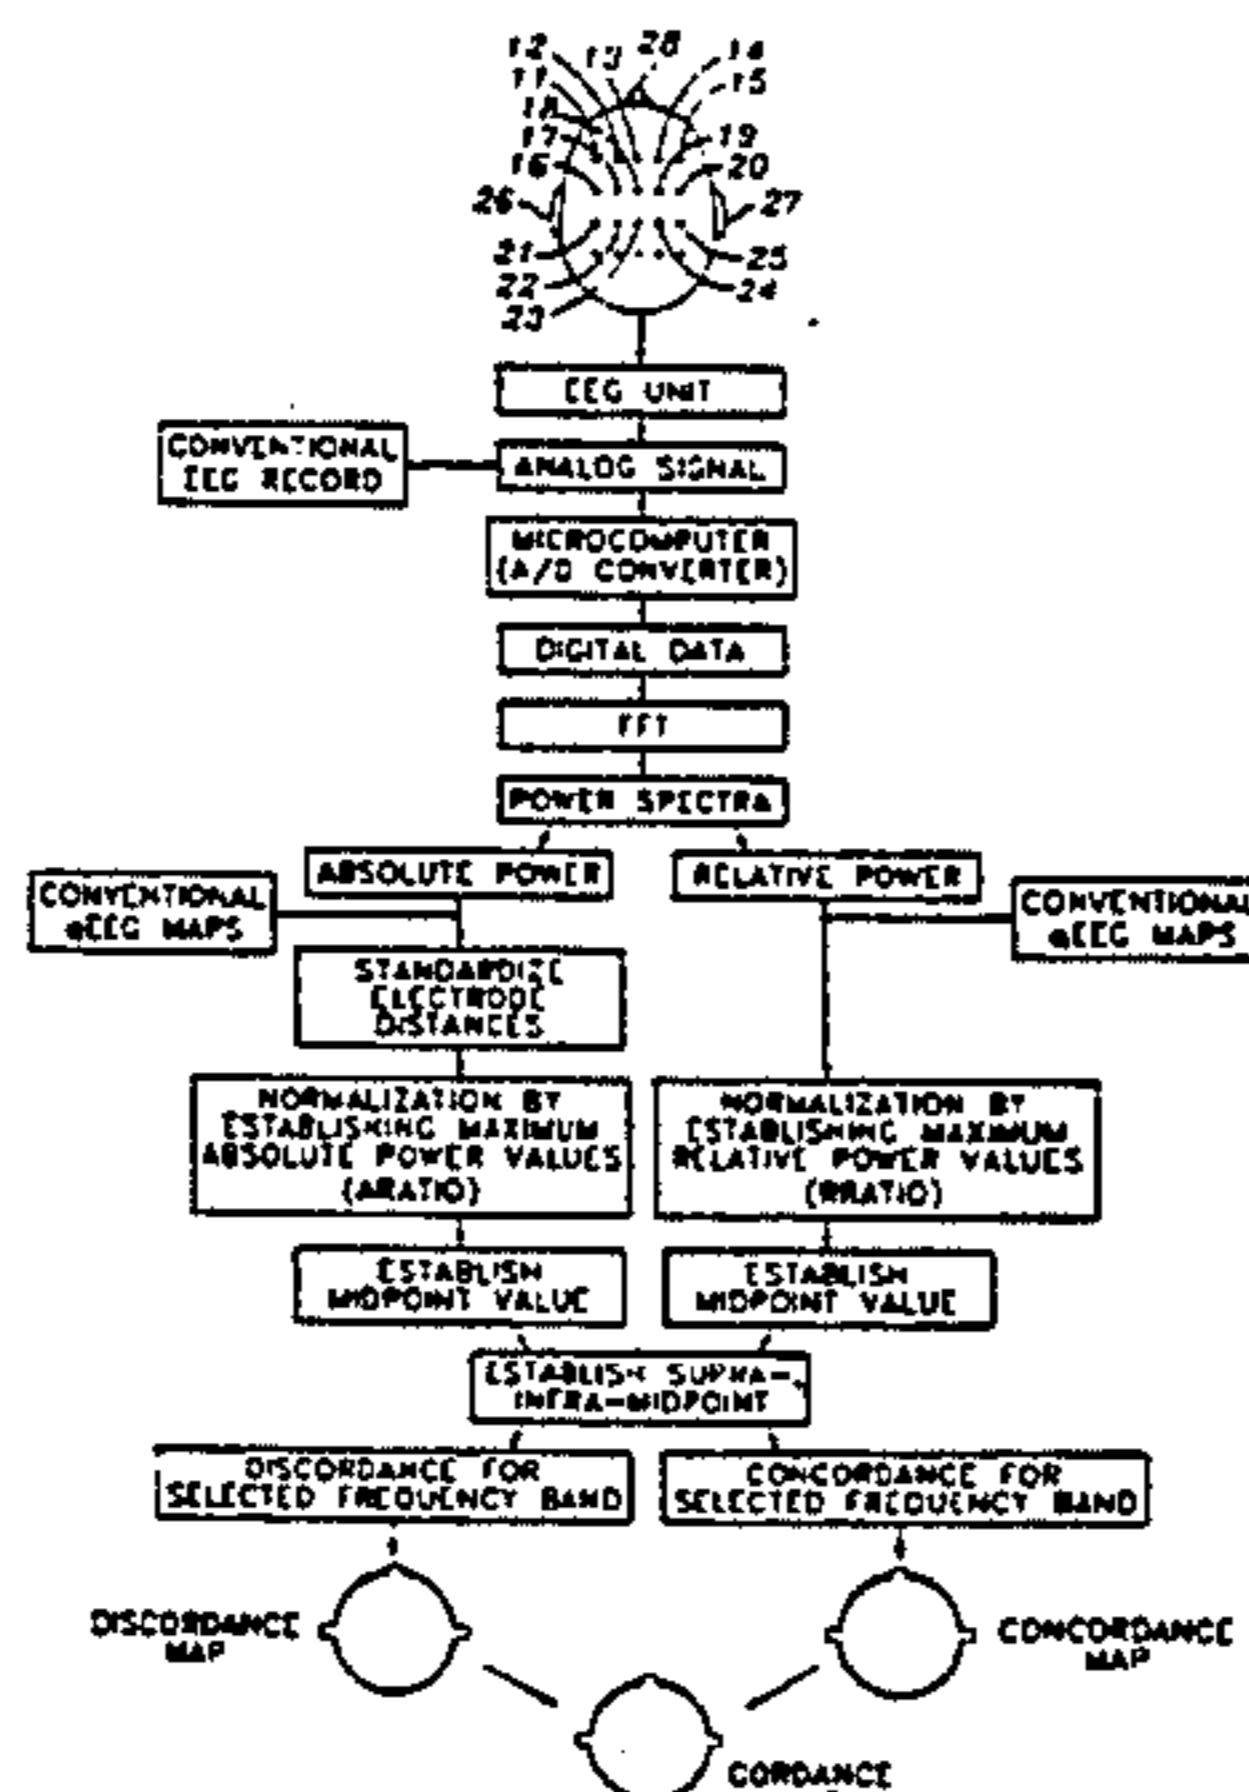 12 13 28 14
11 15
18
17 19
16 20
26 27
21 25
22 24
23
EEG UNIT
CONVENTIONAL
EEG RECORD
ANALOG SIGNAL
MICROCOMPUTER
(A/D CONVERTER)
DIGITAL DATA
FFT
POWER SPECTRA
ABSOLUTE POWER
RELATIVE POWER
CONVENTIONAL
qEEG MAPS
CONVENTIONAL
qEEG MAPS
STANDARDIZE
ELECTRODE
DISTANCES
NORMALIZATION BY
ESTABLISHING MAXIMUM
ABSOLUTE POWER VALUES
(ARATIO)
NORMALIZATION BY
ESTABLISHING MAXIMUM
RELATIVE POWER VALUES
(RRATIO)
ESTABLISH
MIDPOINT VALUE
ESTABLISH
MIDPOINT VALUE
ESTABLISH SUPRA-,
INFRA-MIDPOINT
DISCORDANCE FOR
SELECTED FREQUENCY BAND
CONCORDANCE FOR
SELECTED FREQUENCY BAND
DISCORDANCE
MAP
CONCORDANCE
MAP
CORDANCE